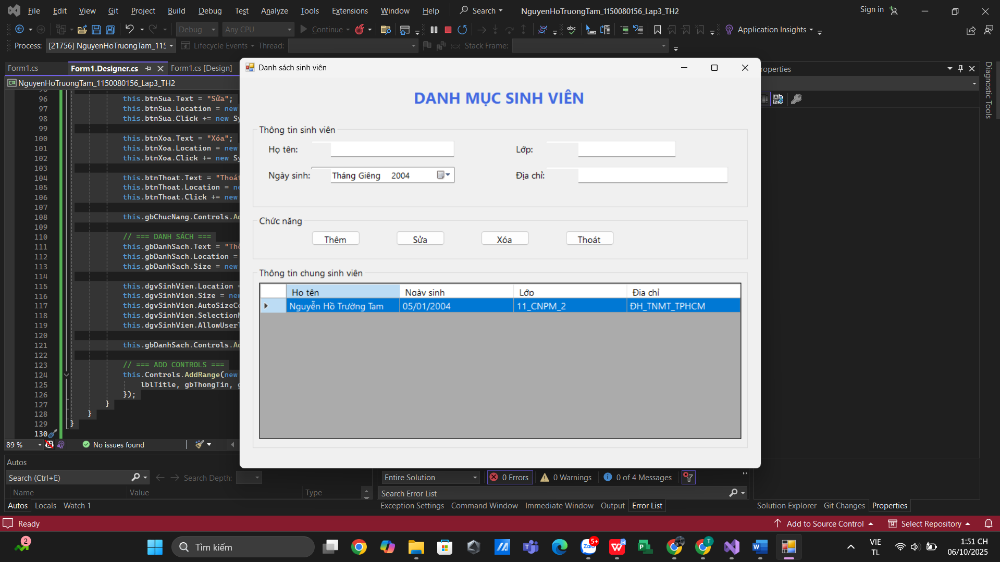 File Edit View Git Project Build Debug Test Analyze Tools Extensions Window Help Search NguyenHoTruongTam_1150080156_Lap3_TH2 Sign in
Debug Any CPU Continue Application Insights
Process: [21756] NguyenHoTruongTam_115 Lifecycle Events Thread: Stack Frame:
Form1.cs Form1.Designer.cs Form1.cs [Design]
NguyenHoTruongTam_1150080156_Lap3_TH2
96 this.btnSua.Text = "Sửa";
97 this.btnSua.Location = new
98 this.btnSua.Click += new Sy
99
100 this.btnXoa.Text = "Xóa";
101 this.btnXoa.Location = new
102 this.btnXoa.Click += new Sy
103
104 this.btnThoat.Text = "Thoát
105 this.btnThoat.Location = ne
106 this.btnThoat.Click += new
107
108 this.gbChucNang.Controls.Ad
109
110 // === DANH SÁCH ===
111 this.gbDanhSach.Text = "Thô
112 this.gbDanhSach.Location =
113 this.gbDanhSach.Size = new
114
115 this.dgvSinhVien.Location =
116 this.dgvSinhVien.Size = new
117 this.dgvSinhVien.AutoSizeCo
118 this.dgvSinhVien.SelectionM
119 this.dgvSinhVien.AllowUserT
120
121 this.gbDanhSach.Controls.Ad
122
123 // === ADD CONTROLS ===
124 this.Controls.AddRange(new
125 lblTitle, gbThongTin, g
126 });
127 }
128 }
129 }
130
89 % No issues found
Danh sách sinh viên
DANH MỤC SINH VIÊN
Thông tin sinh viên
Họ tên: Lớp:
Ngày sinh: Tháng Giêng 2004 Địa chỉ:
Chức năng
Thêm Sửa Xóa Thoát
Thông tin chung sinh viên
Họ tên Ngày sinh Lớp Địa chỉ
Nguyễn Hồ Trường Tam 05/01/2004 11_CNPM_2 ĐH_TNMT_TPHCM
roperties
Diagnostic Tools
Autos
Search (Ctrl+E) Search Depth:
Name Value Type
Autos Locals Watch 1
Entire Solution 0 Errors 0 Warnings 0 of 4 Messages
Search Error List
Exception Settings Command Window Immediate Window Output Error List
Solution Explorer Git Changes Properties
Ready Add to Source Control Select Repository
2 Tìm kiếm Zalo 5+ T VIE
TL
1:51 CH
06/10/2025